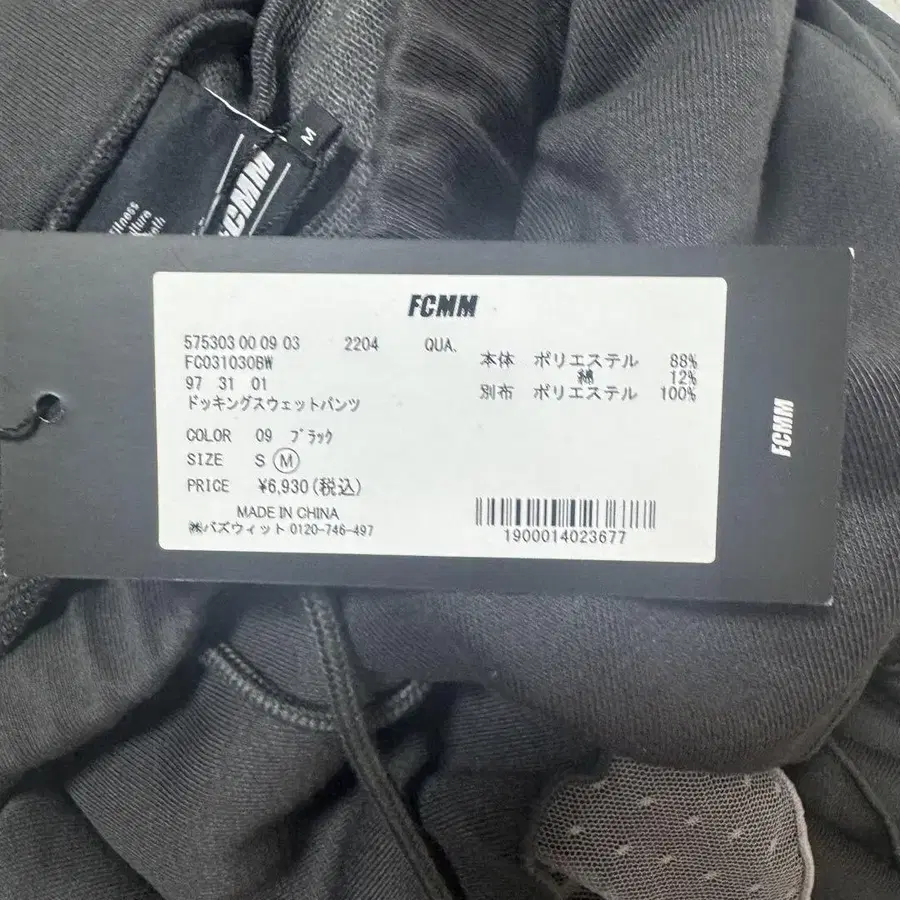 M
FCMM
FCMM
575303 00 09 03 2204 QUA.
FC031030BW
97 31 01
ドッキングスウェットパンツ
本体 ポリエステル 88%
綿 12%
別布 ポリエステル 100%
COLOR 09 ブラック
SIZE S M
PRICE ¥6,930(税込)
MADE IN CHINA
㈱バズウィット 0120-746-497
1900014023677
FCMM